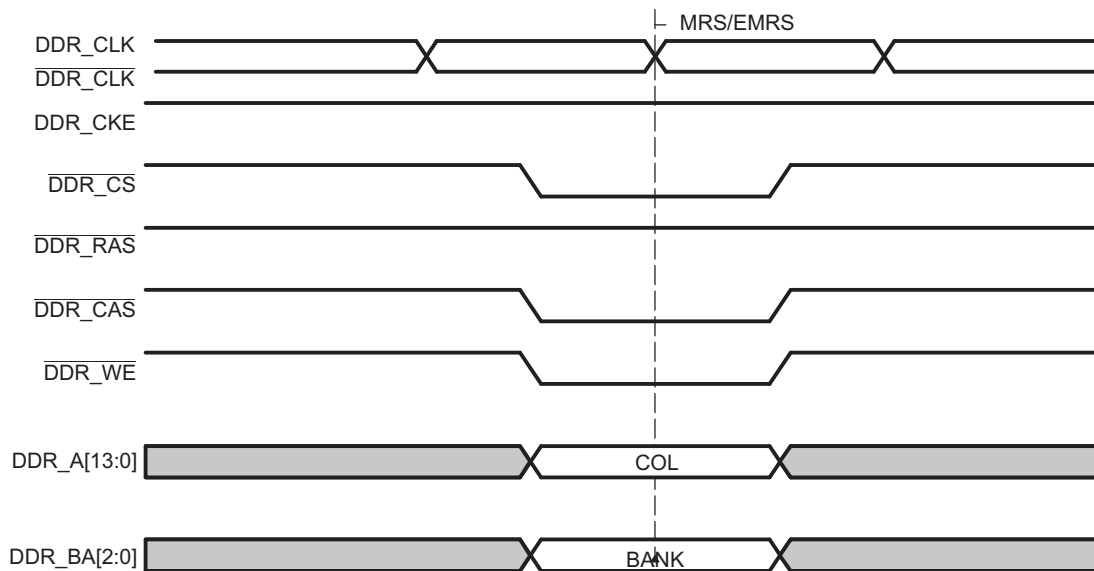 MRS/EMRS
DDR_CLK
DDR_CLK
DDR_CKE
DDR_CS
DDR_RAS
DDR_CAS
DDR_WE
DDR_A[13:0]
COL
DDR_BA[2:0]
BANK